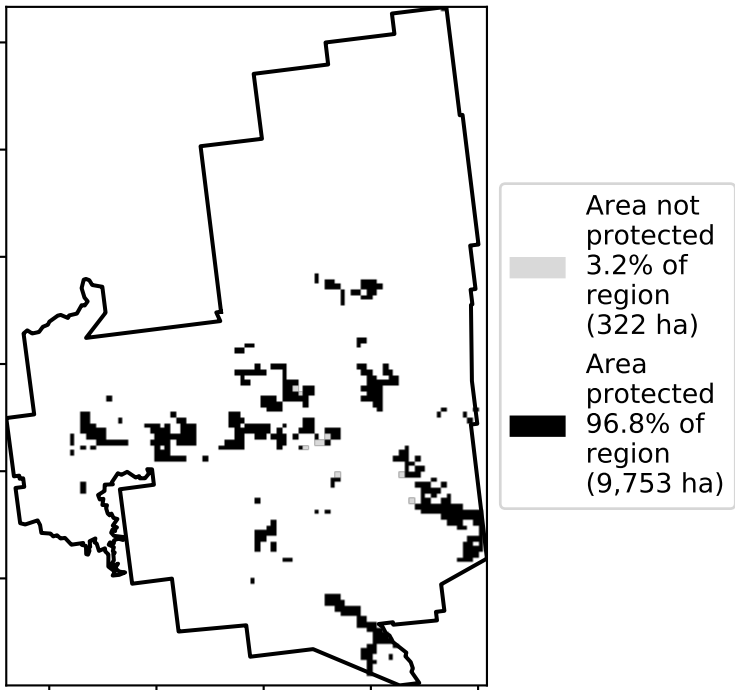 Area not
protected
3.2% of
region
(322 ha)
Area
protected
96.8% of
region
(9,753 ha)